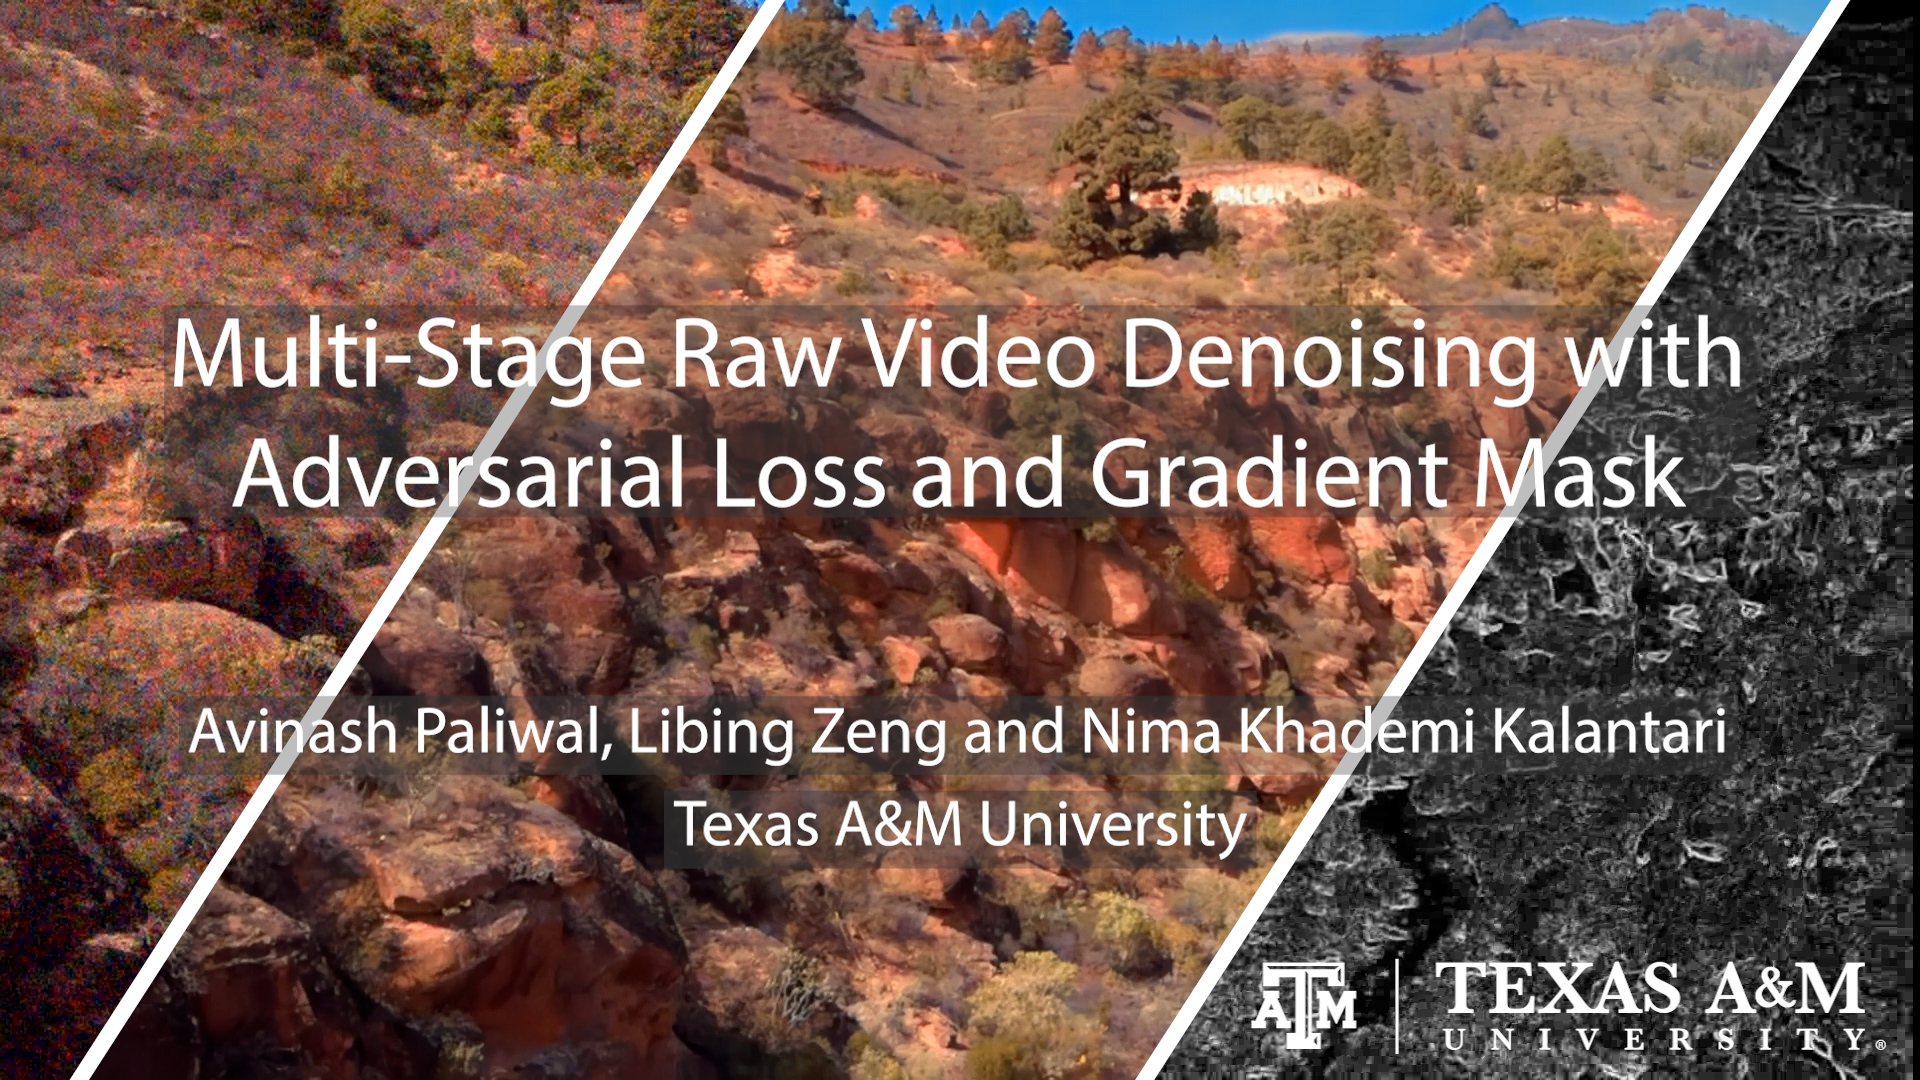 Multi-Stage Raw Video Denoising with
Adversarial Loss and Gradient Mask
Avinash Paliwal, Libing Zeng and Nima Khademi Kalantari
Texas A&M University
ATM
TEXAS A&M
UNIVERSITY®